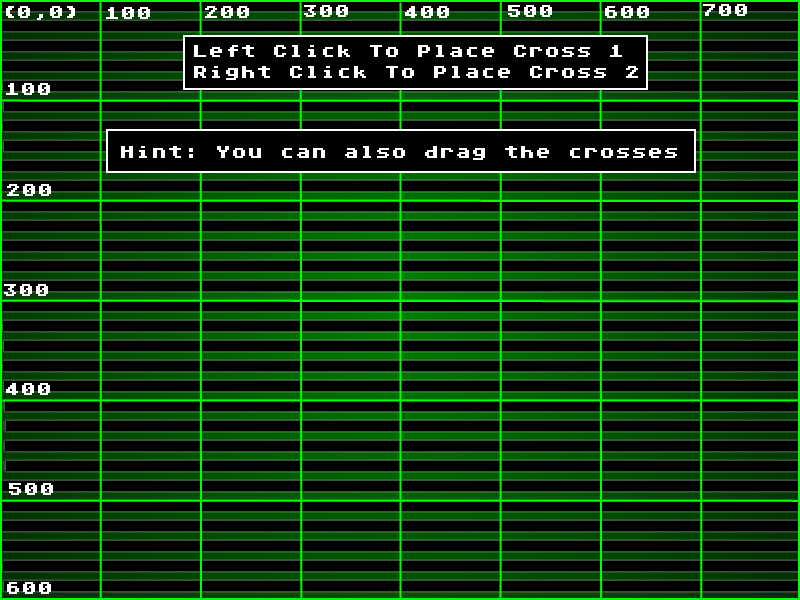 (0,0) 100 200 300 400 500 600 700
Left Click To Place Cross 1
Right Click To Place Cross 2
100
Hint: You can also drag the crosses
200
300
400
500
600